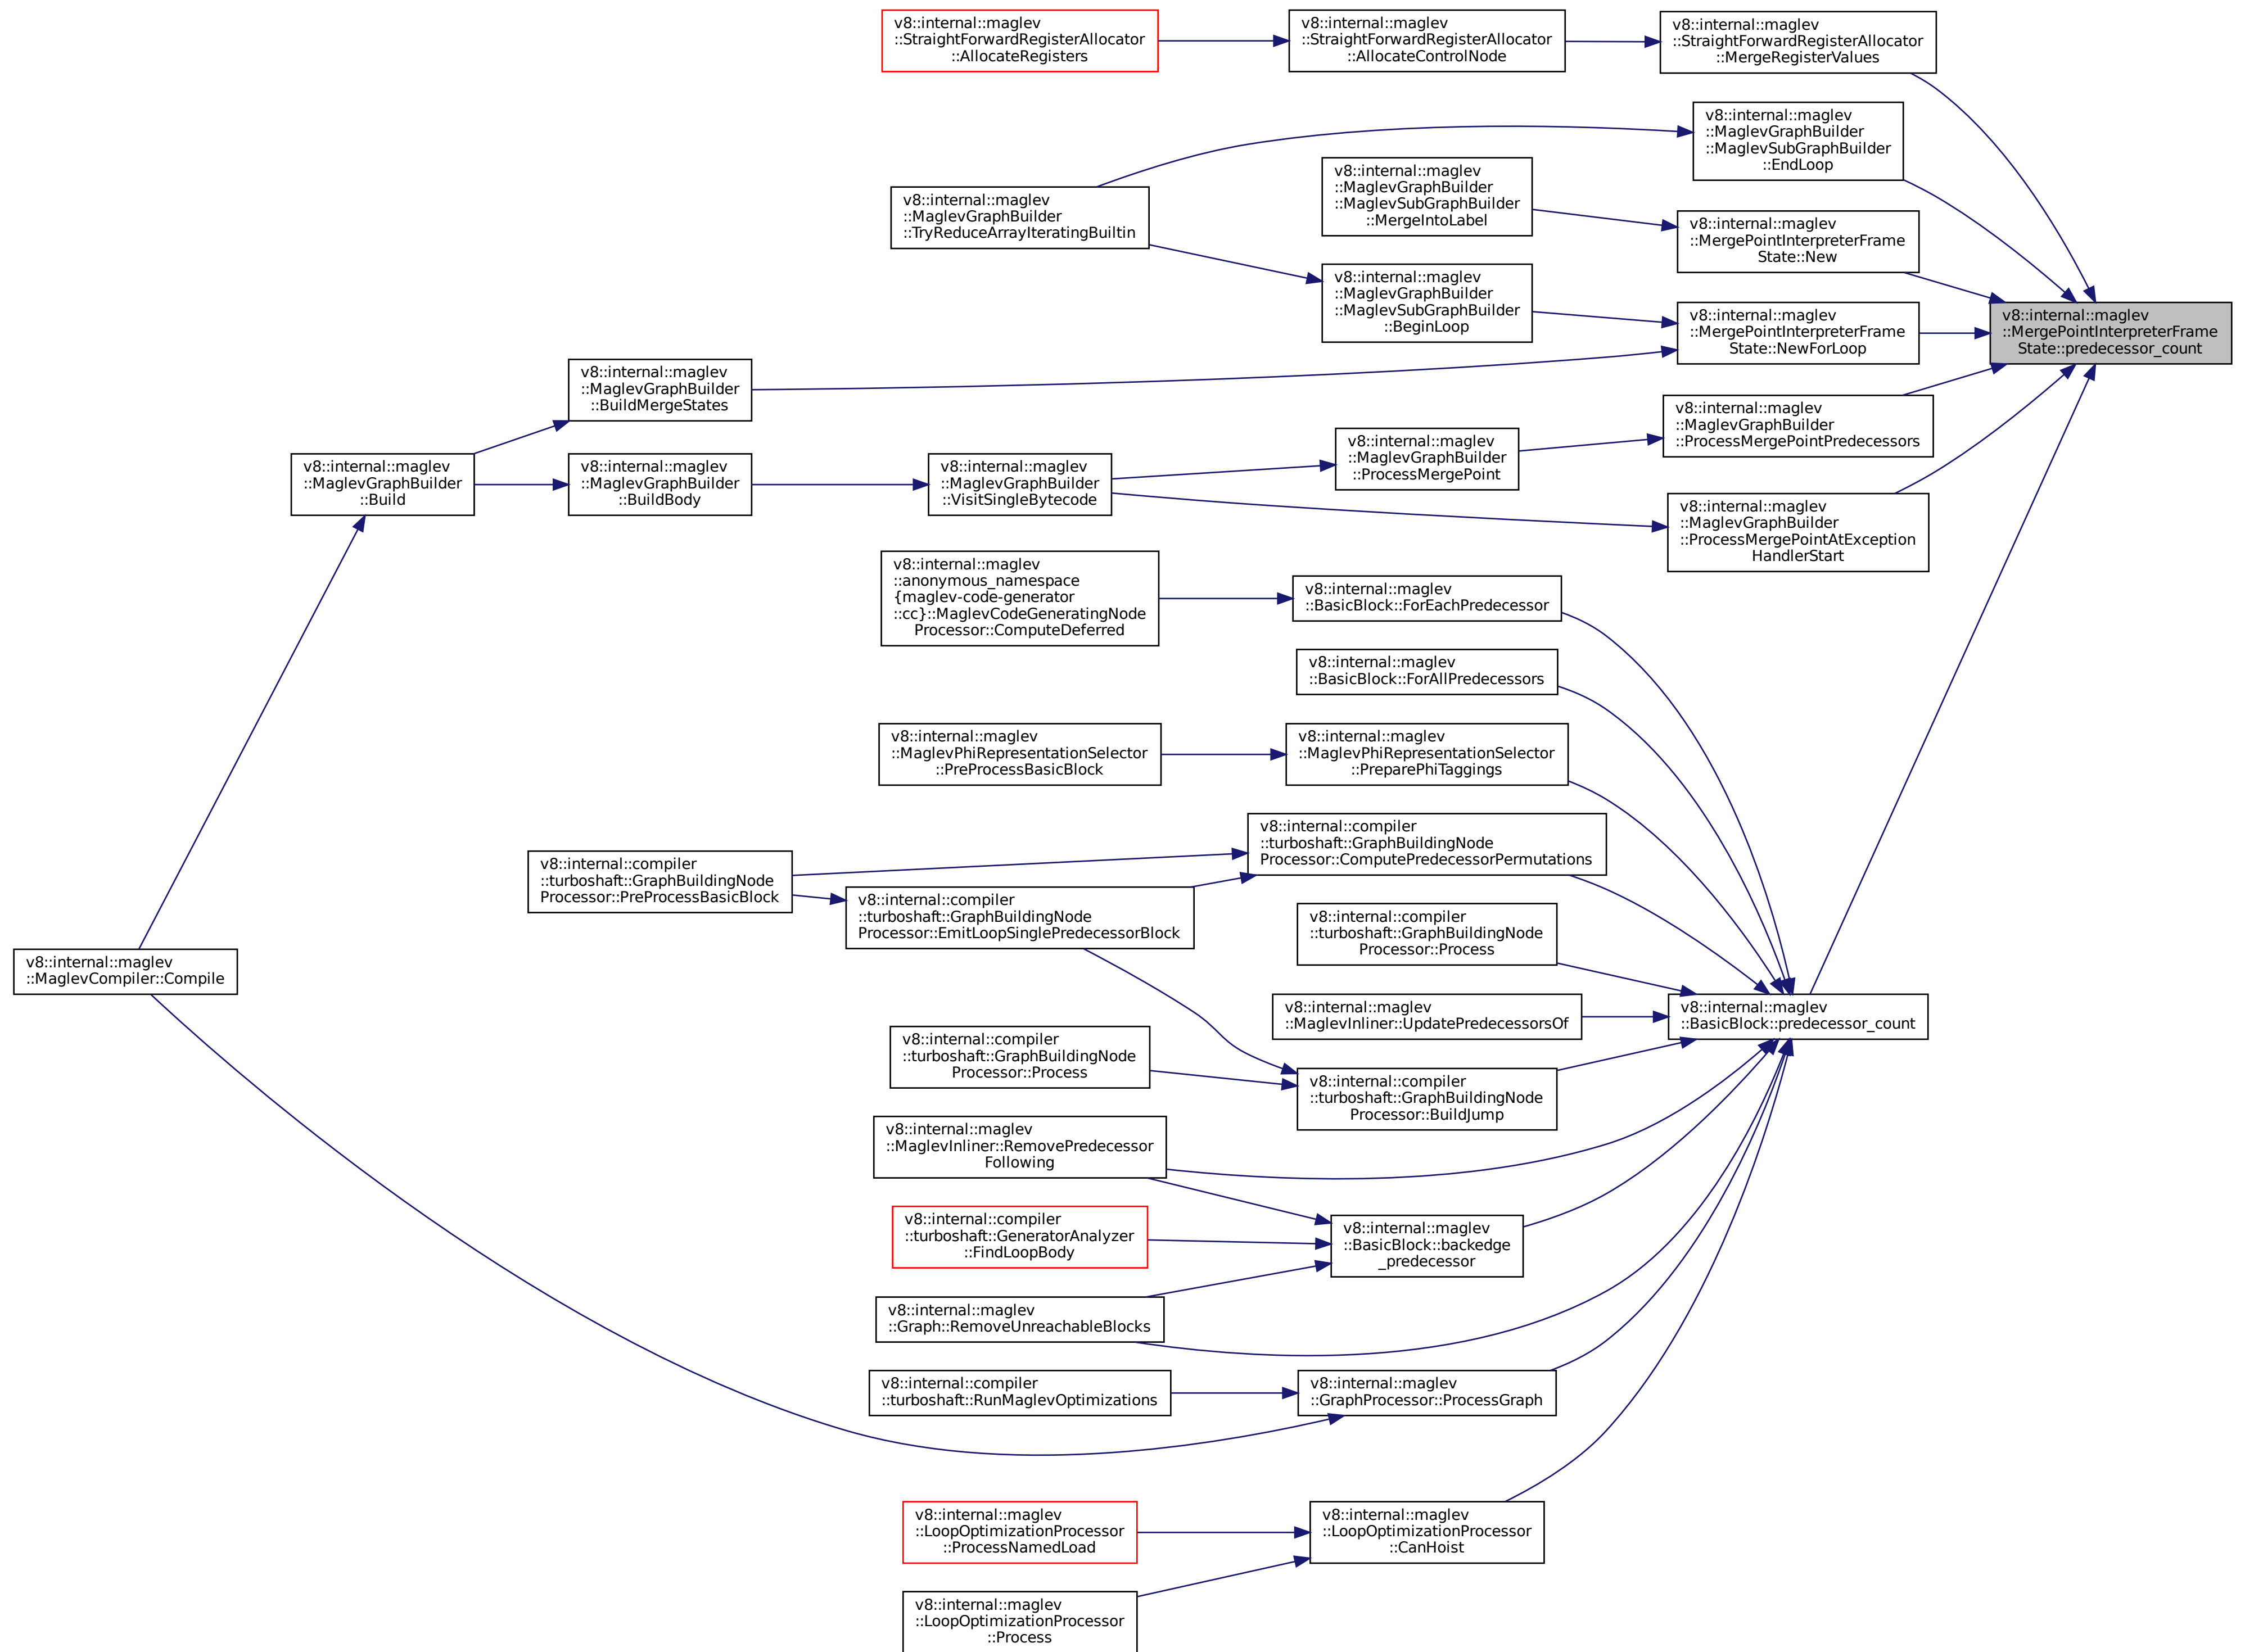 v8::internal::maglev
::StraightForwardRegisterAllocator
::AllocateRegisters
v8::internal::maglev
::StraightForwardRegisterAllocator
::AllocateControlNode
v8::internal::maglev
::StraightForwardRegisterAllocator
::MergeRegisterValues
v8::internal::maglev
::MaglevGraphBuilder
::MaglevSubGraphBuilder
::EndLoop
v8::internal::maglev
::MaglevGraphBuilder
::MaglevSubGraphBuilder
::MergeIntoLabel
v8::internal::maglev
::MaglevGraphBuilder
::TryReduceArrayIteratingBuiltin
v8::internal::maglev
::MergePointInterpreterFrame
State::New
v8::internal::maglev
::MaglevGraphBuilder
::MaglevSubGraphBuilder
::BeginLoop
v8::internal::maglev
::MergePointInterpreterFrame
State::NewForLoop
v8::internal::maglev
::MergePointInterpreterFrame
State::predecessor_count
v8::internal::maglev
::MaglevGraphBuilder
::BuildMergeStates
v8::internal::maglev
::MaglevGraphBuilder
::ProcessMergePointPredecessors
v8::internal::maglev
::MaglevGraphBuilder
::ProcessMergePoint
v8::internal::maglev
::MaglevGraphBuilder
::Build
v8::internal::maglev
::MaglevGraphBuilder
::BuildBody
v8::internal::maglev
::MaglevGraphBuilder
::VisitSingleBytecode
v8::internal::maglev
::MaglevGraphBuilder
::ProcessMergePointAtException
HandlerStart
v8::internal::maglev
::anonymous_namespace
{maglev-code-generator
::cc}::MaglevCodeGeneratingNode
Processor::ComputeDeferred
v8::internal::maglev
::BasicBlock::ForEachPredecessor
v8::internal::maglev
::BasicBlock::ForAllPredecessors
v8::internal::maglev
::MaglevPhiRepresentationSelector
::PreProcessBasicBlock
v8::internal::maglev
::MaglevPhiRepresentationSelector
::PreparePhiTaggings
v8::internal::compiler
::turboshaft::GraphBuildingNode
Processor::ComputePredecessorPermutations
v8::internal::compiler
::turboshaft::GraphBuildingNode
Processor::PreProcessBasicBlock
v8::internal::compiler
::turboshaft::GraphBuildingNode
Processor::EmitLoopSinglePredecessorBlock
v8::internal::compiler
::turboshaft::GraphBuildingNode
Processor::Process
v8::internal::maglev
::MaglevCompiler::Compile
v8::internal::maglev
::MaglevInliner::UpdatePredecessorsOf
v8::internal::maglev
::BasicBlock::predecessor_count
v8::internal::compiler
::turboshaft::GraphBuildingNode
Processor::Process
v8::internal::compiler
::turboshaft::GraphBuildingNode
Processor::BuildJump
v8::internal::maglev
::MaglevInliner::RemovePredecessor
Following
v8::internal::compiler
::turboshaft::GeneratorAnalyzer
::FindLoopBody
v8::internal::maglev
::BasicBlock::backedge
_predecessor
v8::internal::maglev
::Graph::RemoveUnreachableBlocks
v8::internal::compiler
::turboshaft::RunMaglevOptimizations
v8::internal::maglev
::GraphProcessor::ProcessGraph
v8::internal::maglev
::LoopOptimizationProcessor
::ProcessNamedLoad
v8::internal::maglev
::LoopOptimizationProcessor
::CanHoist
v8::internal::maglev
::LoopOptimizationProcessor
::Process